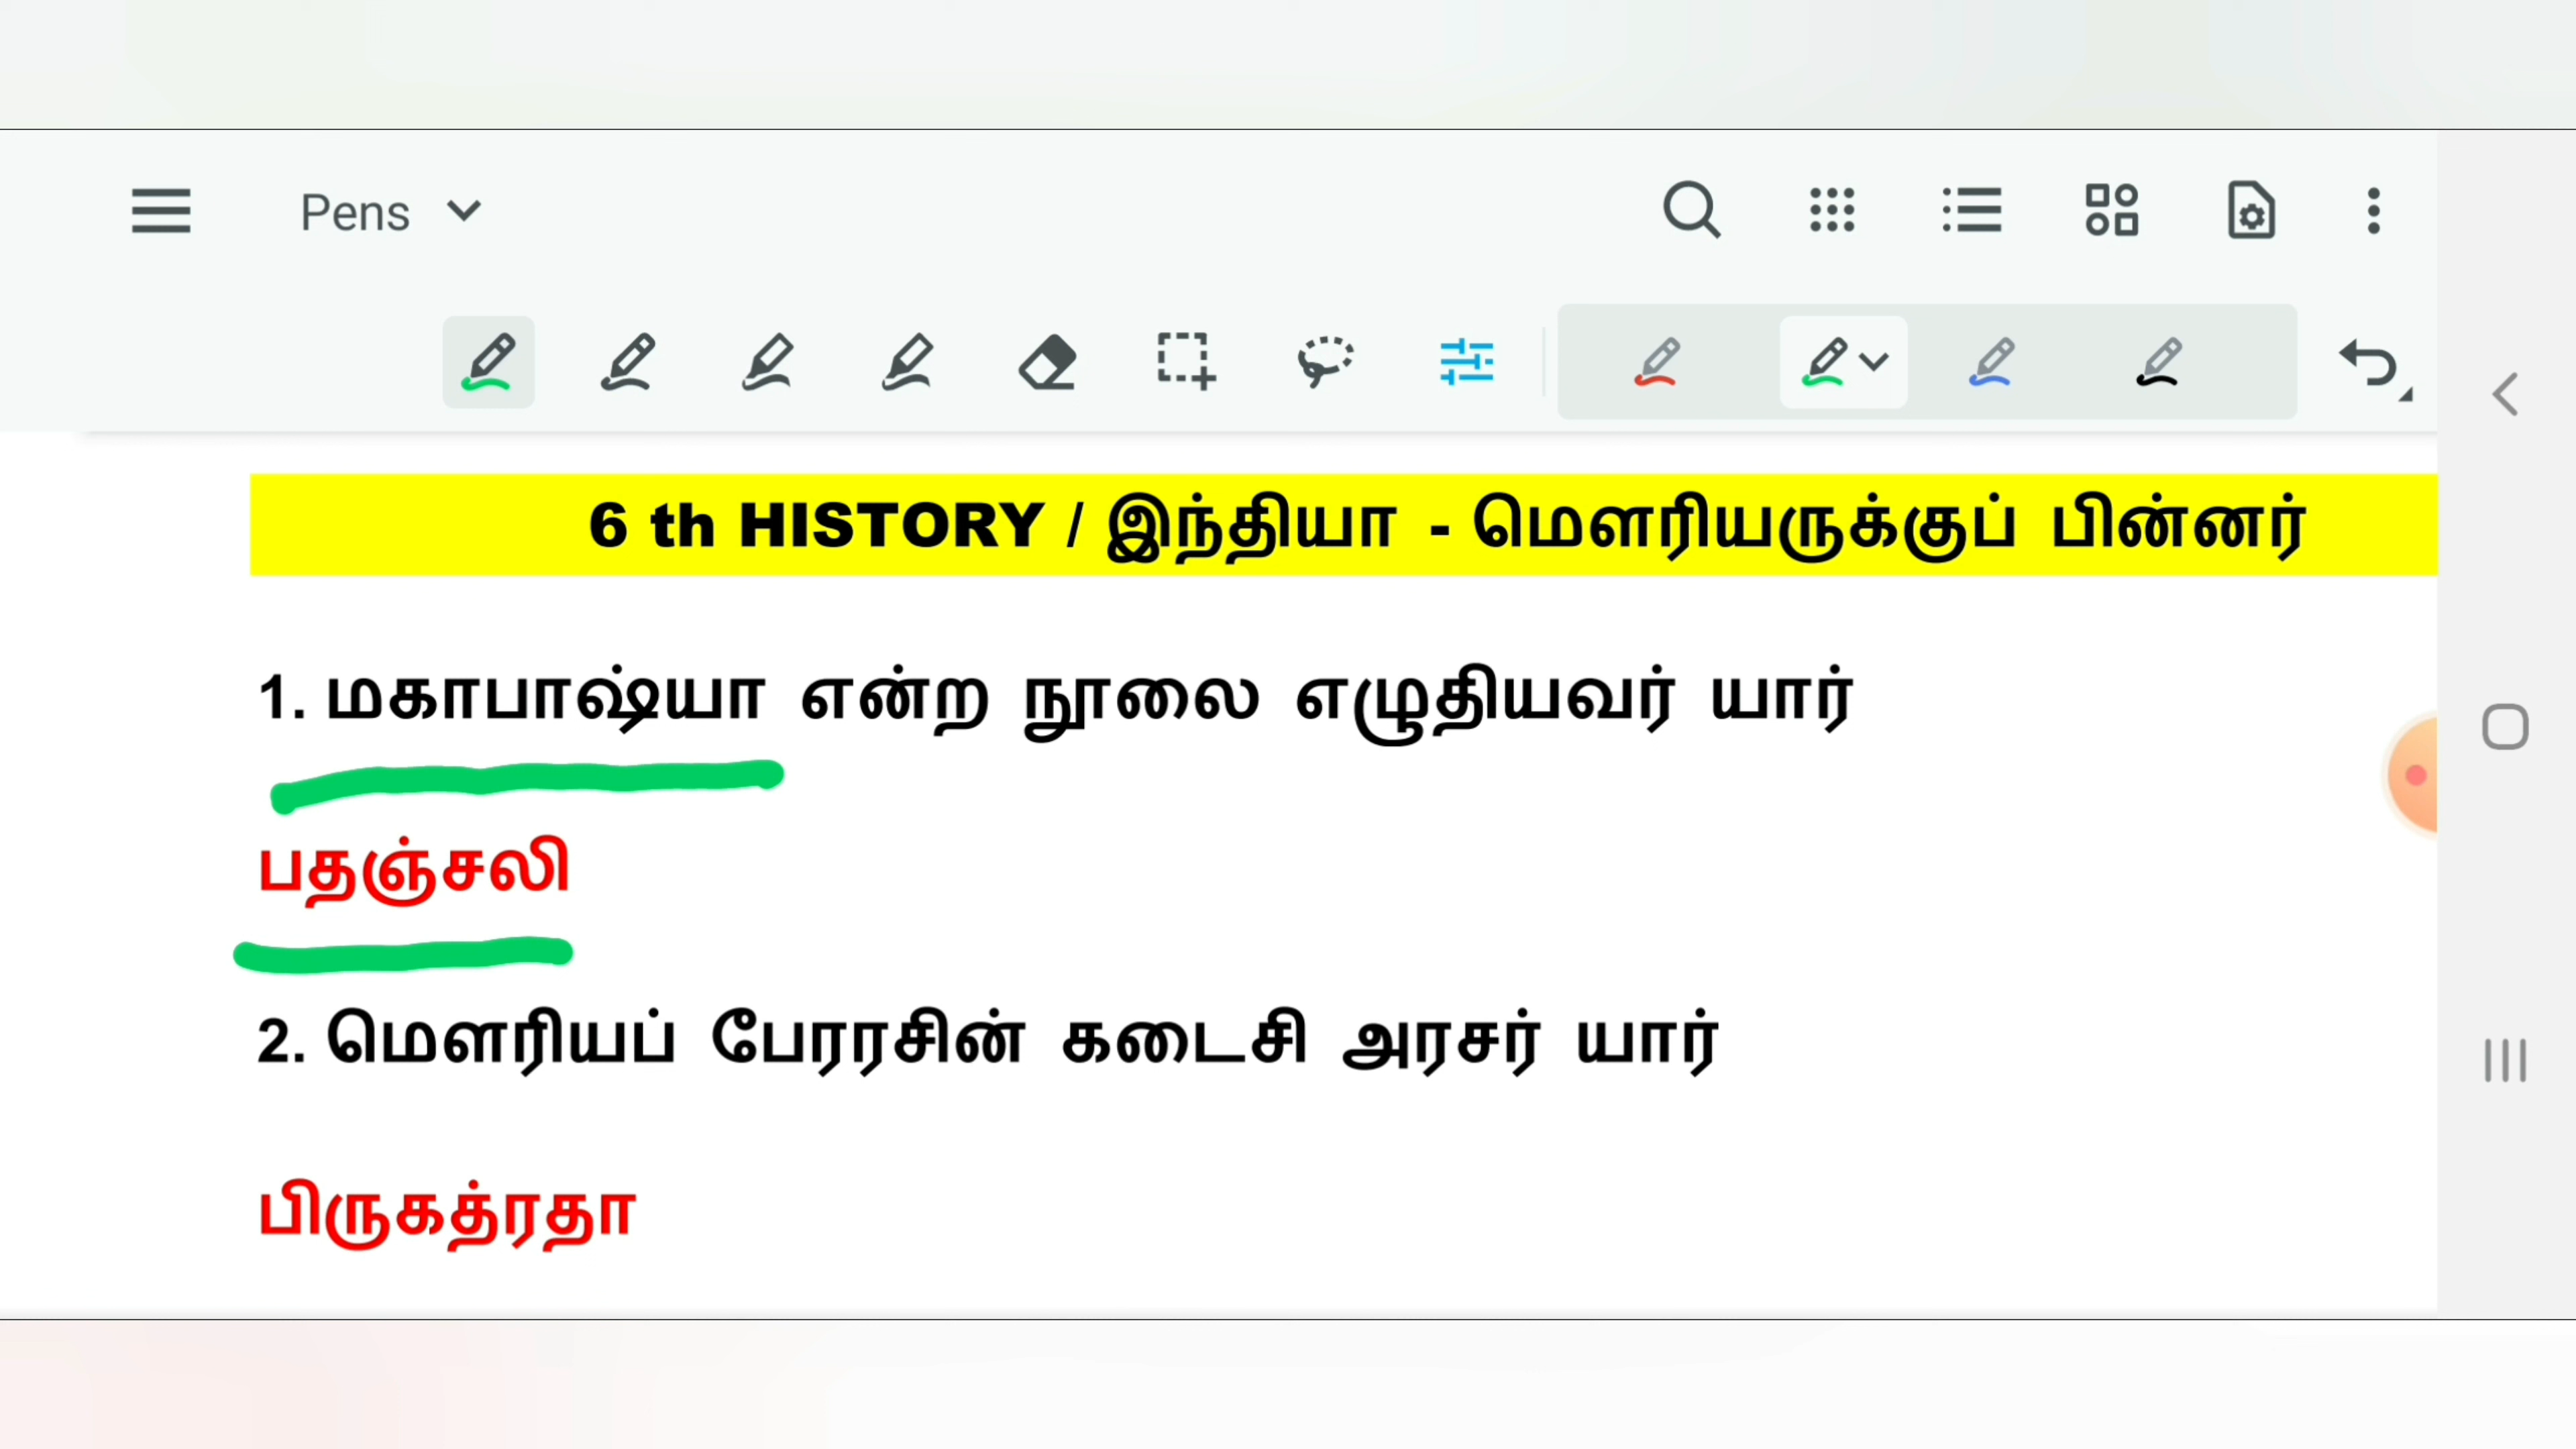 Pens
6 th HISTORY / இந்தியா - மௌரியருக்குப் பின்னர்
1. மகாபாஷ்யா என்ற நூலை எழுதியவர் யார்
பதஞ்சலி
2. மௌரியப் பேரரசின் கடைசி அரசர் யார்
பிருகத்ரதா